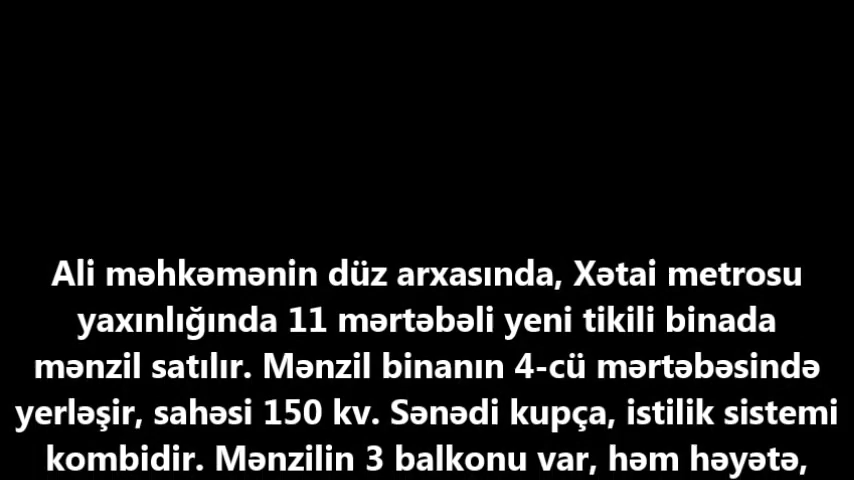 Ali məhkəmənin düz arxasında, Xətai metrosu
yaxınlığında 11 mərtəbəli yeni tikili binada
mənzil satılır. Mənzil binanın 4-cü mərtəbəsində
yerləşir, sahəsi 150 kv. Sənədi kupça, istilik sistemi
kombidir. Mənzilin 3 balkonu var, həm həyətə,